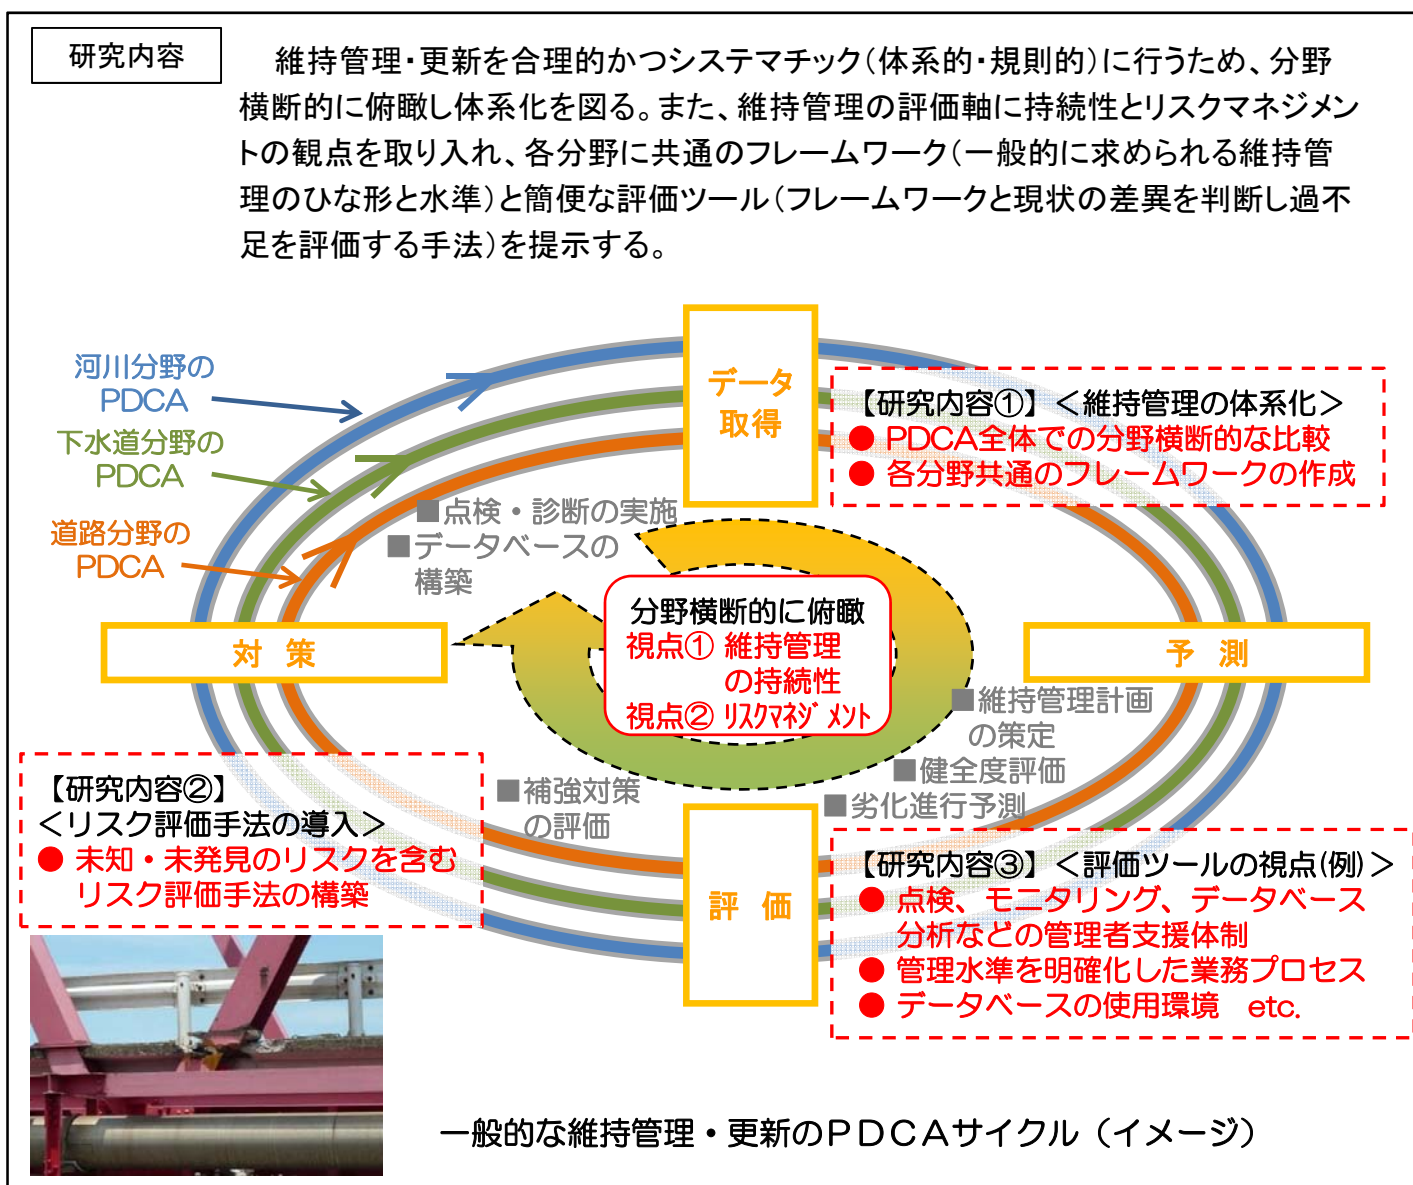 研究内容
維持管理・更新を合理的かつシステマチック（体系的・規則的）に行うため、分野
横断的に俯瞰し体系化を図る。また、維持管理の評価軸に持続性とリスクマネジメン
トの観点を取り入れ、各分野に共通のフレームワーク（一般的に求められる維持管
理のひな形と水準）と簡便な評価ツール（フレームワークと現状の差異を判断し過不
足を評価する手法）を提示する。
河川分野の
PDCA
下水道分野の
PDCA
道路分野の
PDCA
データ
取得
【研究内容①】＜維持管理の体系化＞
● PDCA全体での分野横断的な比較
● 各分野共通のフレームワークの作成
■点検・診断の実施
■データベースの
構築
分野横断的に俯瞰
視点① 維持管理
の持続性
視点② ﾘｽｸﾏﾈｼﾞﾒﾝﾄ
対 策
予 測
■維持管理計画
の策定
■健全度評価
■劣化進行予測
■補強対策
の評価
評 価
【研究内容②】
＜リスク評価手法の導入＞
● 未知・未発見のリスクを含む
リスク評価手法の構築
【研究内容③】＜評価ツールの視点(例)＞
● 点検、モニタリング、データベース
分析などの管理者支援体制
● 管理水準を明確化した業務プロセス
● データベースの使用環境 etc.
一般的な維持管理・更新のＰＤＣＡサイクル（イメージ）